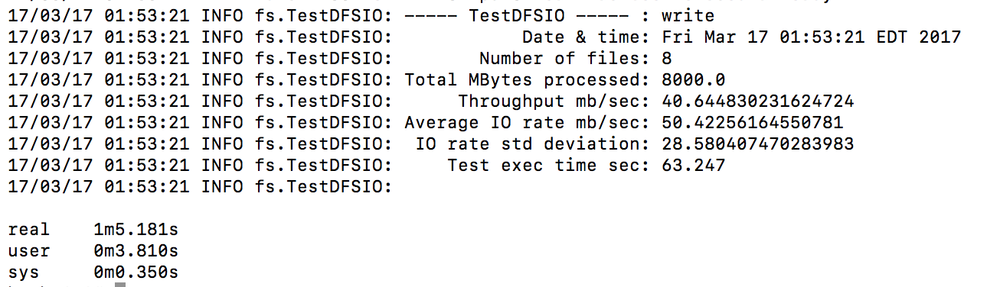 17/03/17 01:53:21 INFO fs.TestDFSIO: ----- TestDFSIO ----- : write
17/03/17 01:53:21 INFO fs.TestDFSIO:            Date & time: Fri Mar 17 01:53:21 EDT 2017
17/03/17 01:53:21 INFO fs.TestDFSIO:        Number of files: 8
17/03/17 01:53:21 INFO fs.TestDFSIO: Total MBytes processed: 8000.0
17/03/17 01:53:21 INFO fs.TestDFSIO:      Throughput mb/sec: 40.644830231624724
17/03/17 01:53:21 INFO fs.TestDFSIO: Average IO rate mb/sec: 50.42256164550781
17/03/17 01:53:21 INFO fs.TestDFSIO:  IO rate std deviation: 28.580407470283983
17/03/17 01:53:21 INFO fs.TestDFSIO:     Test exec time sec: 63.247
17/03/17 01:53:21 INFO fs.TestDFSIO:
real    1m5.181s
user    0m3.810s
sys     0m0.350s